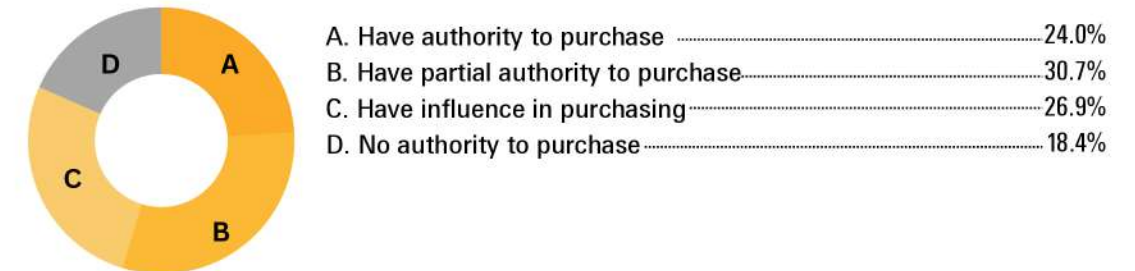 A
B
C
D
A. Have authority to purchase 24.0%
B. Have partial authority to purchase 30.7%
C. Have influence in purchasing 26.9%
D. No authority to purchase 18.4%